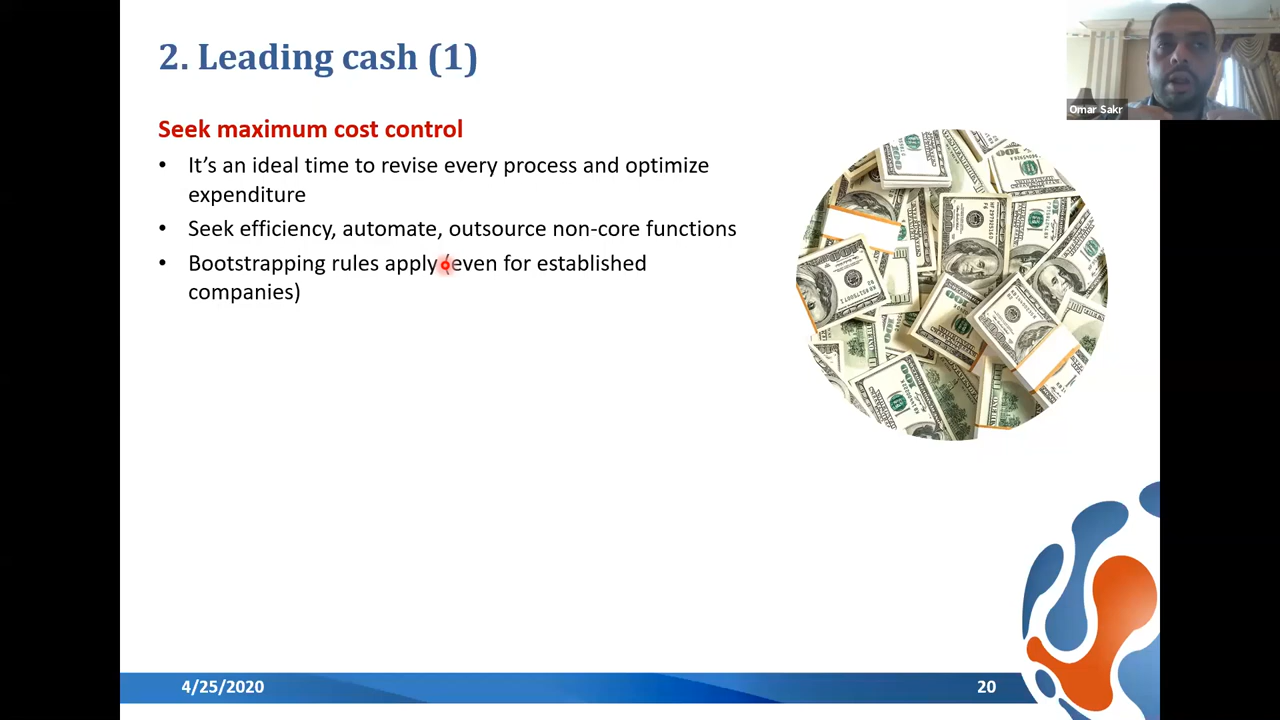 2. Leading cash (1)
Omar Sakr
Seek maximum cost control
• It’s an ideal time to revise every process and optimize
expenditure
• Seek efficiency, automate, outsource non-core functions
• Bootstrapping rules apply (even for established
companies)
4/25/2020
20